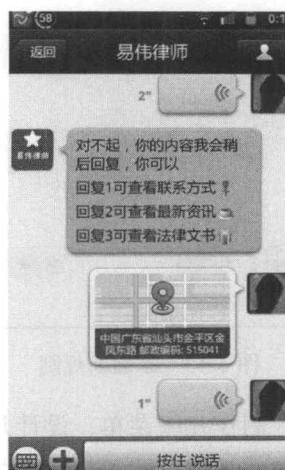 58
0:1
返回
易伟律师
2"
易伟律师
对不起，你的内容我会稍
后回复，你可以
回复1可查看联系方式
回复2可查看最新资讯
回复3可查看法律文书
中国广东省汕头市金平区金
凤东路 邮政编码: 515041
1"
按住 说话